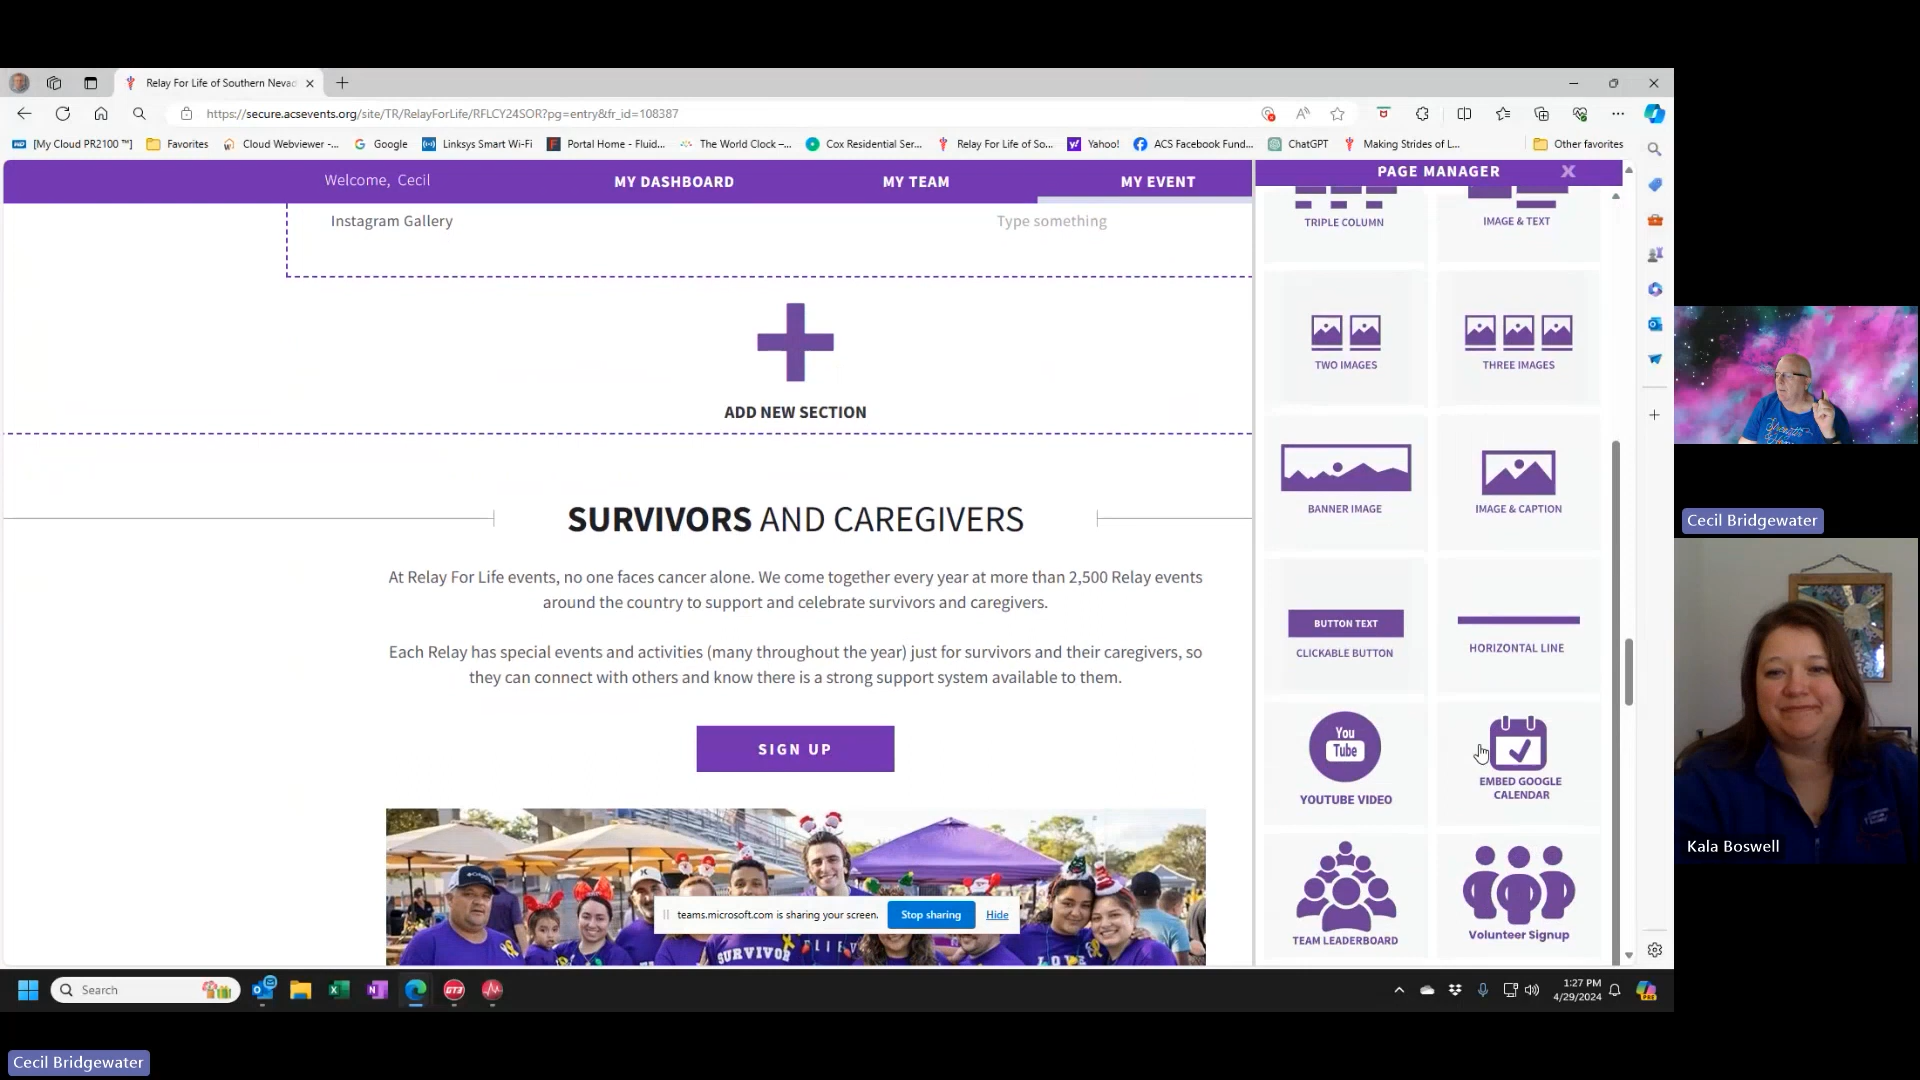 Relay For Life of Southern Nevad
https://secure.acsevents.org/site/TR/RelayForLife/RFLCY24SOR?pg=entry&fr_id=108387
[My Cloud PR2100 ™]
Favorites
Cloud Webviewer -...
Google
Linksys Smart Wi-Fi
Portal Home - Fluid...
The World Clock —...
Cox Residential Ser...
Relay For Life of So...
Yahoo!
ACS Facebook Fund...
ChatGPT
Making Strides of L...
Other favorites
Welcome, Cecil
MY DASHBOARD
MY TEAM
MY EVENT
PAGE MANAGER
X
Instagram Gallery
Type something
ADD NEW SECTION
SURVIVORS AND CAREGIVERS
At Relay For Life events, no one faces cancer alone. We come together every year at more than 2,500 Relay events
around the country to support and celebrate survivors and caregivers.
Each Relay has special events and activities (many throughout the year) just for survivors and their caregivers, so
they can connect with others and know there is a strong support system available to them.
SIGN UP
SURVIVOR
LOVE
teams.microsoft.com is sharing your screen.
Stop sharing
Hide
TRIPLE COLUMN
IMAGE & TEXT
TWO IMAGES
THREE IMAGES
BANNER IMAGE
IMAGE & CAPTION
BUTTON TEXT
CLICKABLE BUTTON
HORIZONTAL LINE
You
Tube
YOUTUBE VIDEO
EMBED GOOGLE
CALENDAR
TEAM LEADERBOARD
Volunteer Signup
Cecil Bridgewater
Kala Boswell
Search
GT3
1:27 PM
4/29/2024
Cecil Bridgewater